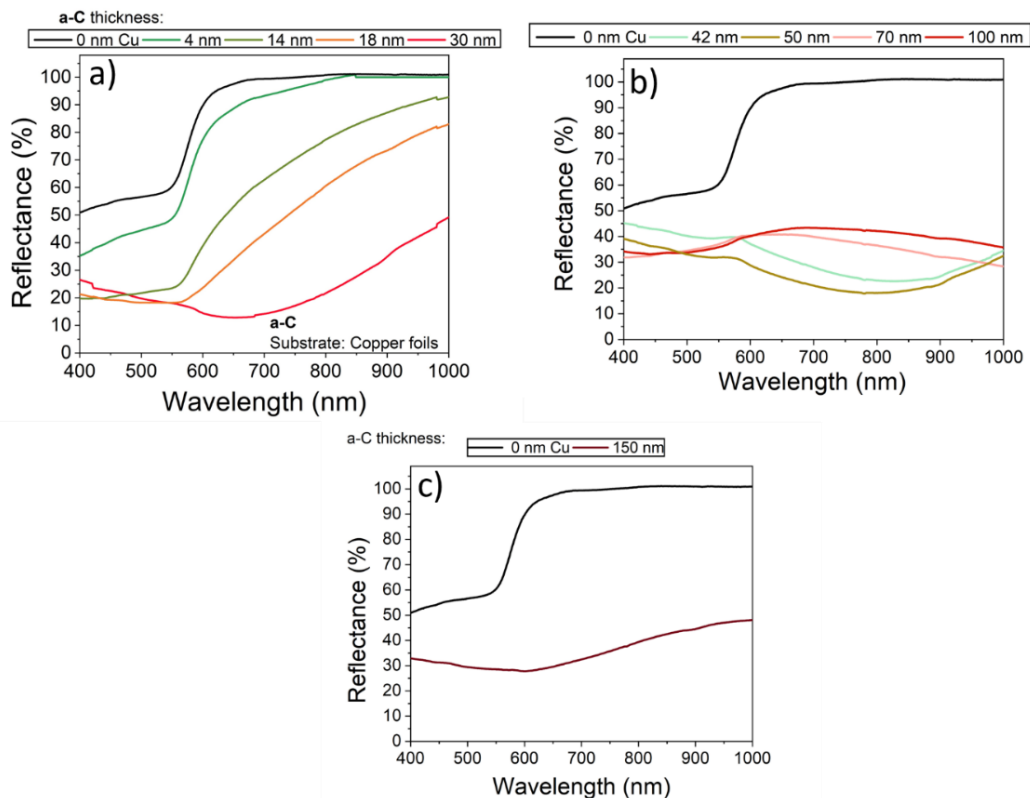 a-C thickness:
0 nm Cu 4 nm 14 nm 18 nm 30 nm
a)
100
90
80
70
60
50
40
30
20
10
0
Reflectance (%)
a-C
Substrate: Copper foils
400 500 600 700 800 900 1000
Wavelength (nm)
0 nm Cu 42 nm 50 nm 70 nm 100 nm
b)
100
90
80
70
60
50
40
30
20
10
0
Reflectance (%)
400 500 600 700 800 900 1000
Wavelength (nm)
a-C thickness:
0 nm Cu 150 nm
c)
100
90
80
70
60
50
40
30
20
10
0
Reflectance (%)
400 500 600 700 800 900 1000
Wavelength (nm)